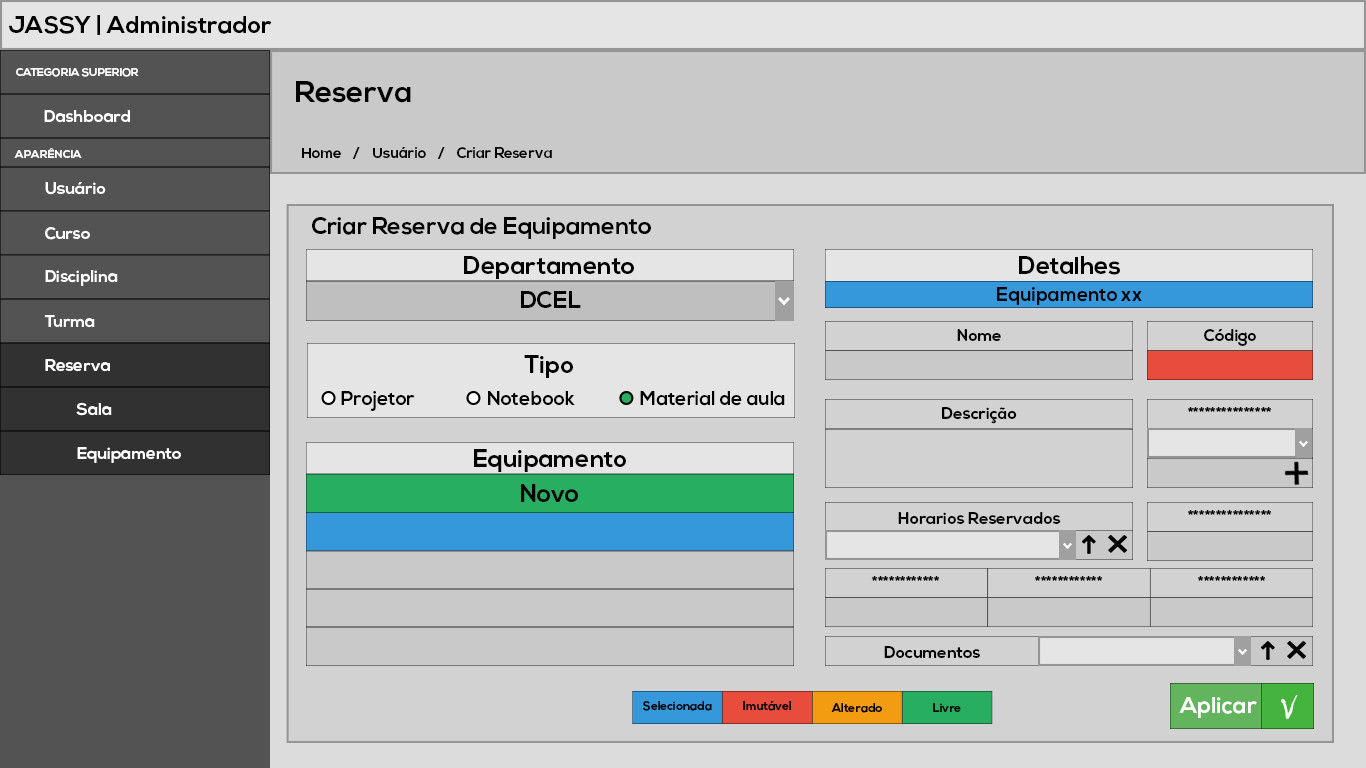 JASSY | Administrador
CATEGORIA SUPERIOR
Dashboard
APARÊNCIA
Usuário
Curso
Disciplina
Turma
Reserva
Sala
Equipamento
Reserva
Home / Usuário / Criar Reserva
Criar Reserva de Equipamento
Departamento
DCEL
Tipo
Projetor Notebook Material de aula
Equipamento
Novo
Detalhes
Equipamento xx
Nome Código
Descrição ***************
Horarios Reservados ***************
************ ************ ************
Documentos
Selecionada Imutável Alterado Livre
Aplicar √